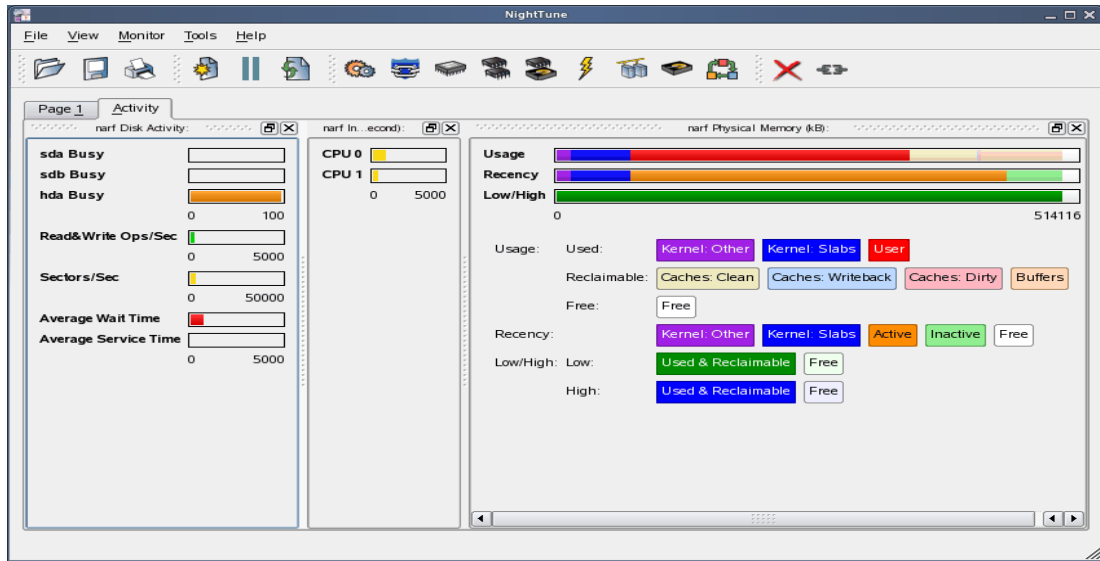 NightTune
File View Monitor Tools Help
Page 1 Activity
narf Disk Activity:
sda Busy
sdb Busy
hda Busy
0 100
Read&Write Ops/Sec
0 5000
Sectors/Sec
0 50000
Average Wait Time
Average Service Time
0 5000
narf In...econd):
CPU 0
CPU 1
0 5000
narf Physical Memory (kB):
Usage
Recency
Low/High
0 514116
Usage: Used: Kernel: Other Kernel: Slabs User
Reclaimable: Caches: Clean Caches: Writeback Caches: Dirty Buffers
Free: Free
Recency: Kernel: Other Kernel: Slabs Active Inactive Free
Low/High: Low: Used & Reclaimable Free
High: Used & Reclaimable Free